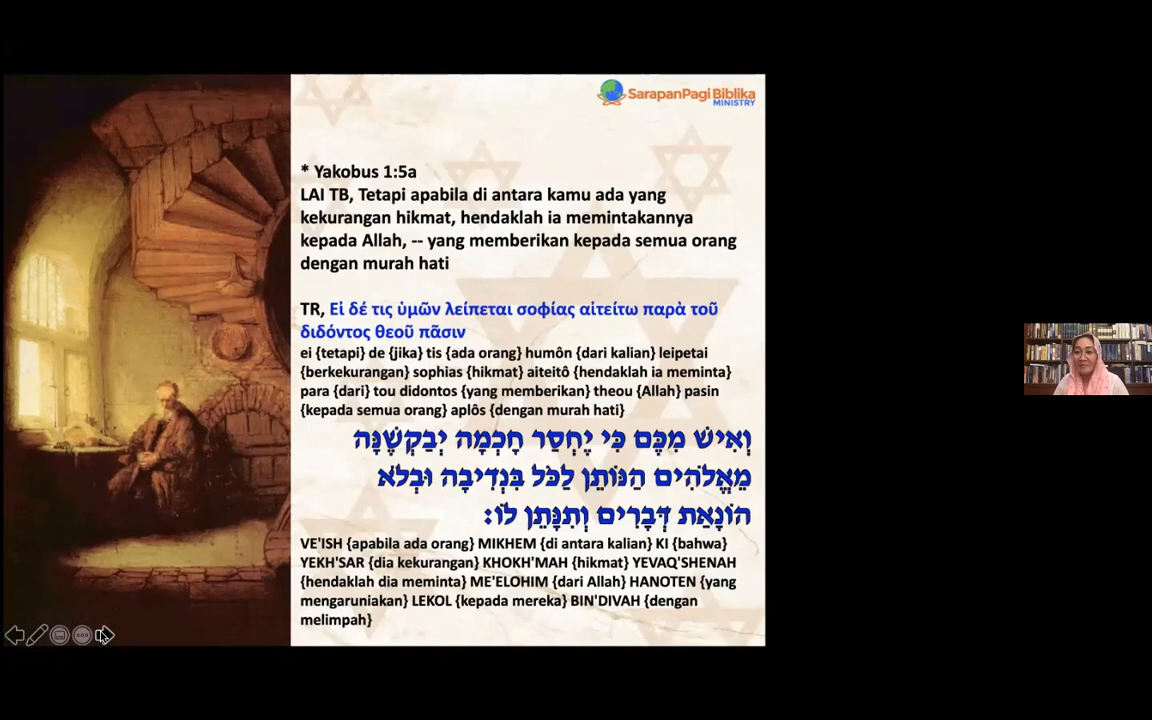 SarapanPagi Biblika
MINISTRY
* Yakobus 1:5a
LAI TB, Tetapi apabila di antara kamu ada yang
kekurangan hikmat, hendaklah ia memintakannya
kepada Allah, -- yang memberikan kepada semua orang
dengan murah hati
TR, Εἰ δέ τις ὑμῶν λείπεται σοφίας αἰτείτω παρὰ τοῦ
διδόντος θεοῦ πᾶσιν
ei {tetapi} de {jika} tis {ada orang} humôn {dari kalian} leipetai
{berkekurangan} sophias {hikmat} aiteitô {hendaklah ia meminta}
para {dari} tou didontos {yang memberikan} theou {Allah} pasin
{kepada semua orang} aplôs {dengan murah hati}
וְאִישׁ מִכֶּם כִּי יֶחְסַר חָכְמָה יְבַקְשֶׁנָּה
מֵאֱלֹהִים הַנּוֹתֵן לַכֹּל בִּנְדִיבָה וּבְלֹא
הוֹנָאַת דְּבָרִים וְתִנָּתֵן לוֹ׃
VE'ISH {apabila ada orang} MIKHEM {di antara kalian} KI {bahwa}
YEKH'SAR {dia kekurangan} KHOKH'MAH {hikmat} YEVAQ'SHENAH
{hendaklah dia meminta} ME'ELOHIM {dari Allah} HANOTEN {yang
mengaruniakan} LEKOL {kepada mereka} BIN'DIVAH {dengan
melimpah}